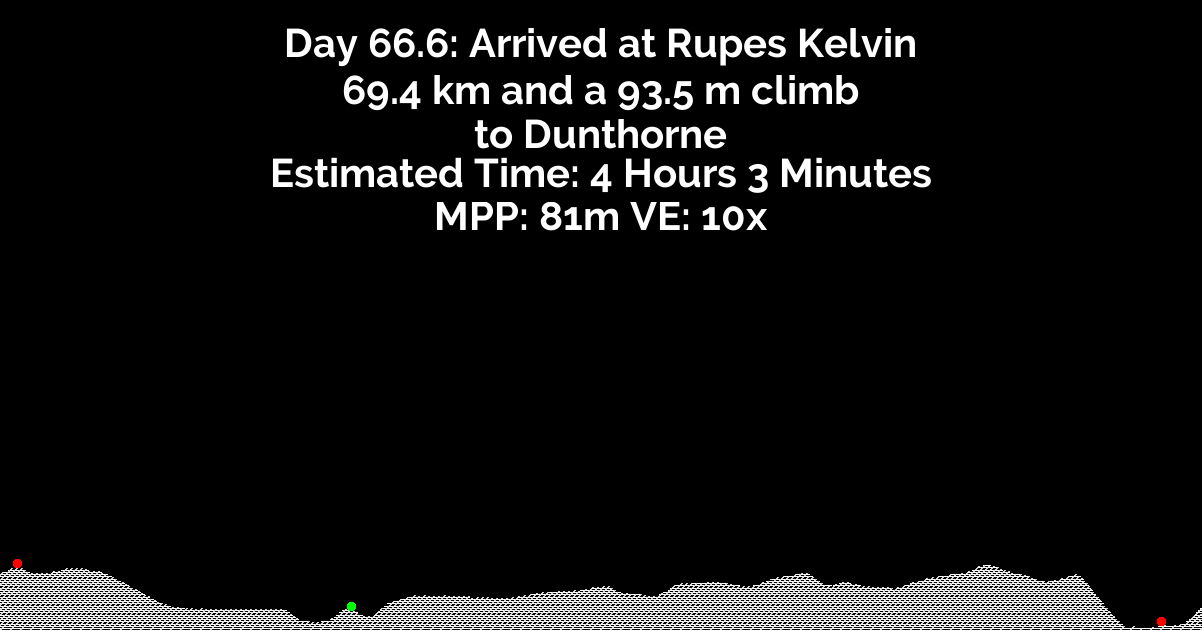 Day 66.6: Arrived at Rupes Kelvin
69.4 km and a 93.5 m climb
to Dunthorne
Estimated Time: 4 Hours 3 Minutes
MPP: 81m VE: 10x